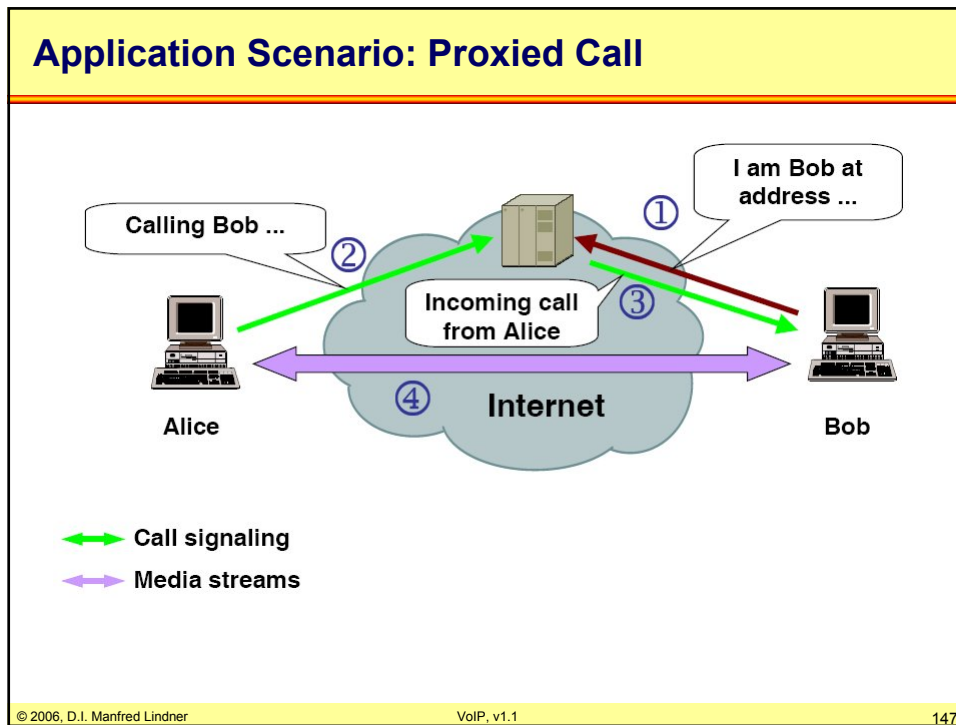 Application Scenario: Proxied Call
I am Bob at
address ...
①
Calling Bob ...
②
Incoming call
from Alice
③
④
Internet
Alice
Bob
Call signaling
Media streams
© 2006, D.I. Manfred Lindner
VoIP, v1.1
147